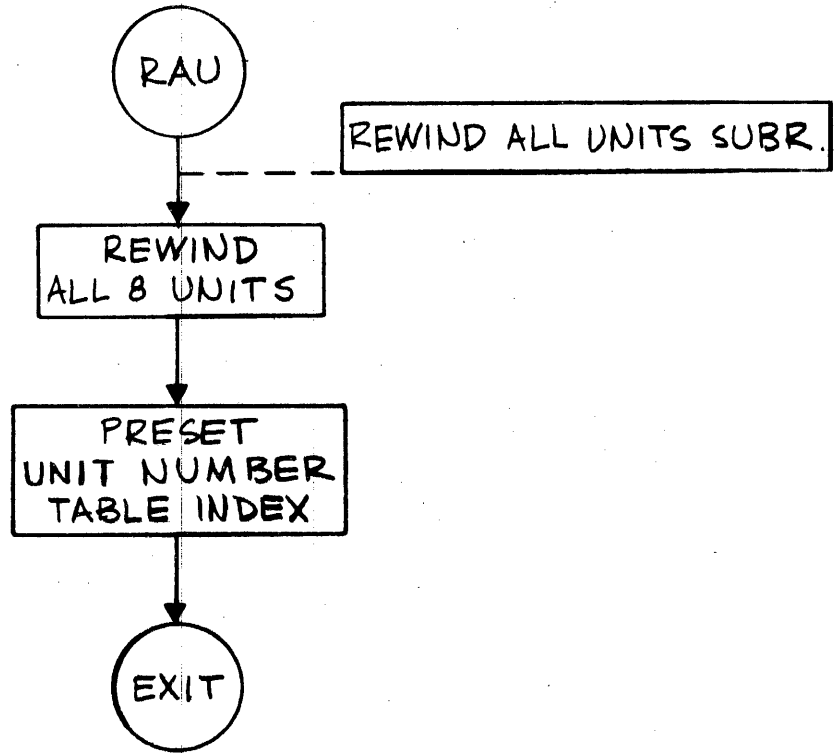 RAU
REWIND ALL UNITS SUBR.
REWIND
ALL 8 UNITS
PRESET
UNIT NUMBER
TABLE INDEX
EXIT